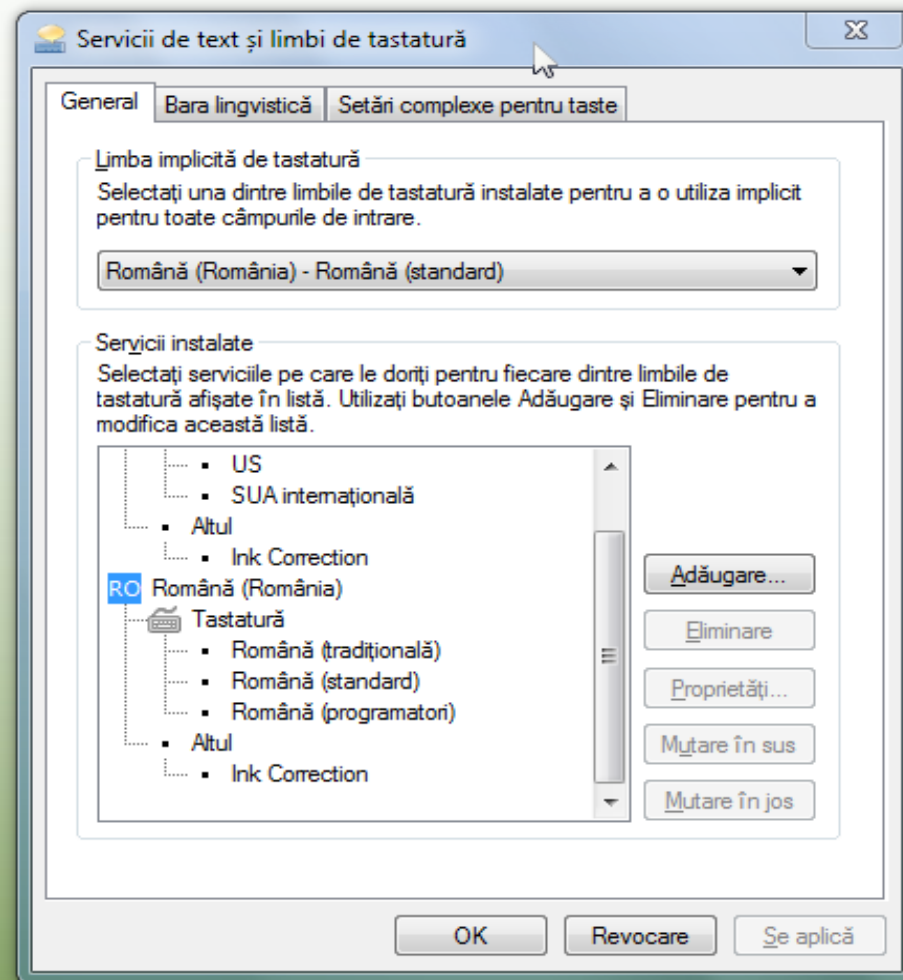 Servicii de text și limbi de tastatură
General
Bara lingvistică
Setări complexe pentru taste
Limba implicită de tastatură
Selectați una dintre limbile de tastatură instalate pentru a o utiliza implicit
pentru toate câmpurile de intrare.
Română (România) - Română (standard)
Servicii instalate
Selectați serviciile pe care le doriți pentru fiecare dintre limbile de
tastatură afișate în listă. Utilizați butoanele Adăugare și Eliminare pentru a
modifica această listă.
US
SUA internațională
Altul
Ink Correction
RO Română (România)
Tastatură
Română (tradițională)
Română (standard)
Română (programatori)
Altul
Ink Correction
Adăugare...
Eliminare
Proprietăți...
Mutare în sus
Mutare în jos
OK
Revocare
Se aplică